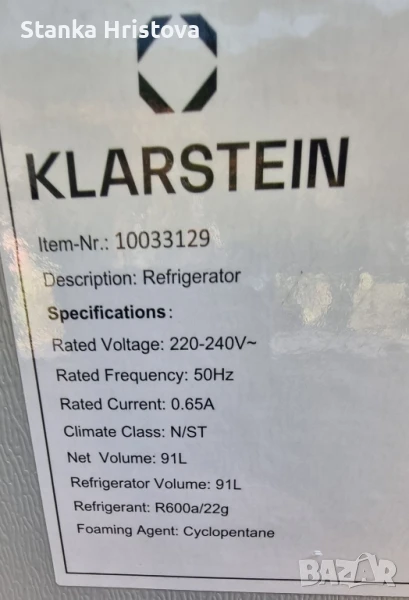 Stanka Hristova
KLARSTEIN
Item-Nr.: 10033129
Description: Refrigerator
Specifications:
Rated Voltage: 220-240V~
Rated Frequency: 50Hz
Rated Current: 0.65A
Climate Class: N/ST
Net Volume: 91L
Refrigerator Volume: 91L
Refrigerant: R600a/22g
Foaming Agent: Cyclopentane
BAZAR